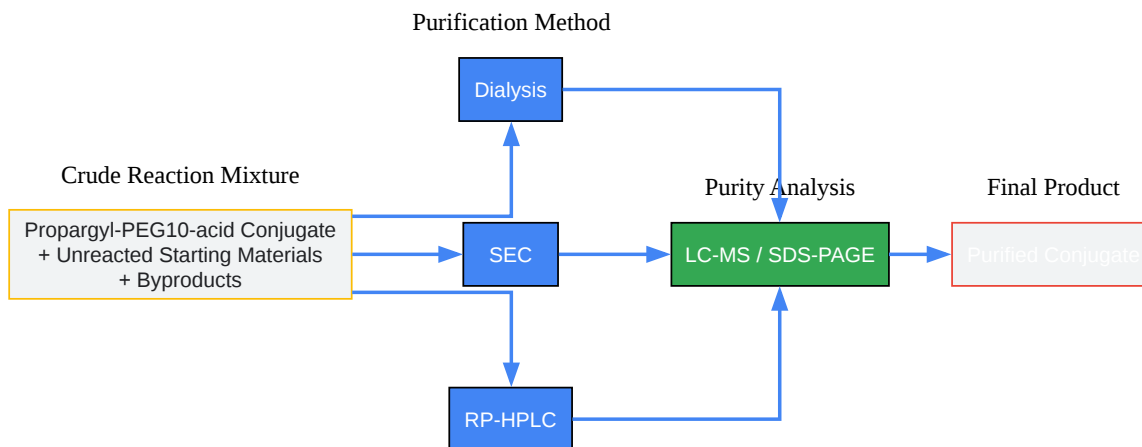 Purification Method
Dialysis
Crude Reaction Mixture
Propargyl-PEG10-acid Conjugate
+ Unreacted Starting Materials
+ Byproducts
SEC
RP-HPLC
Purity Analysis
LC-MS / SDS-PAGE
Final Product
Purified Conjugate